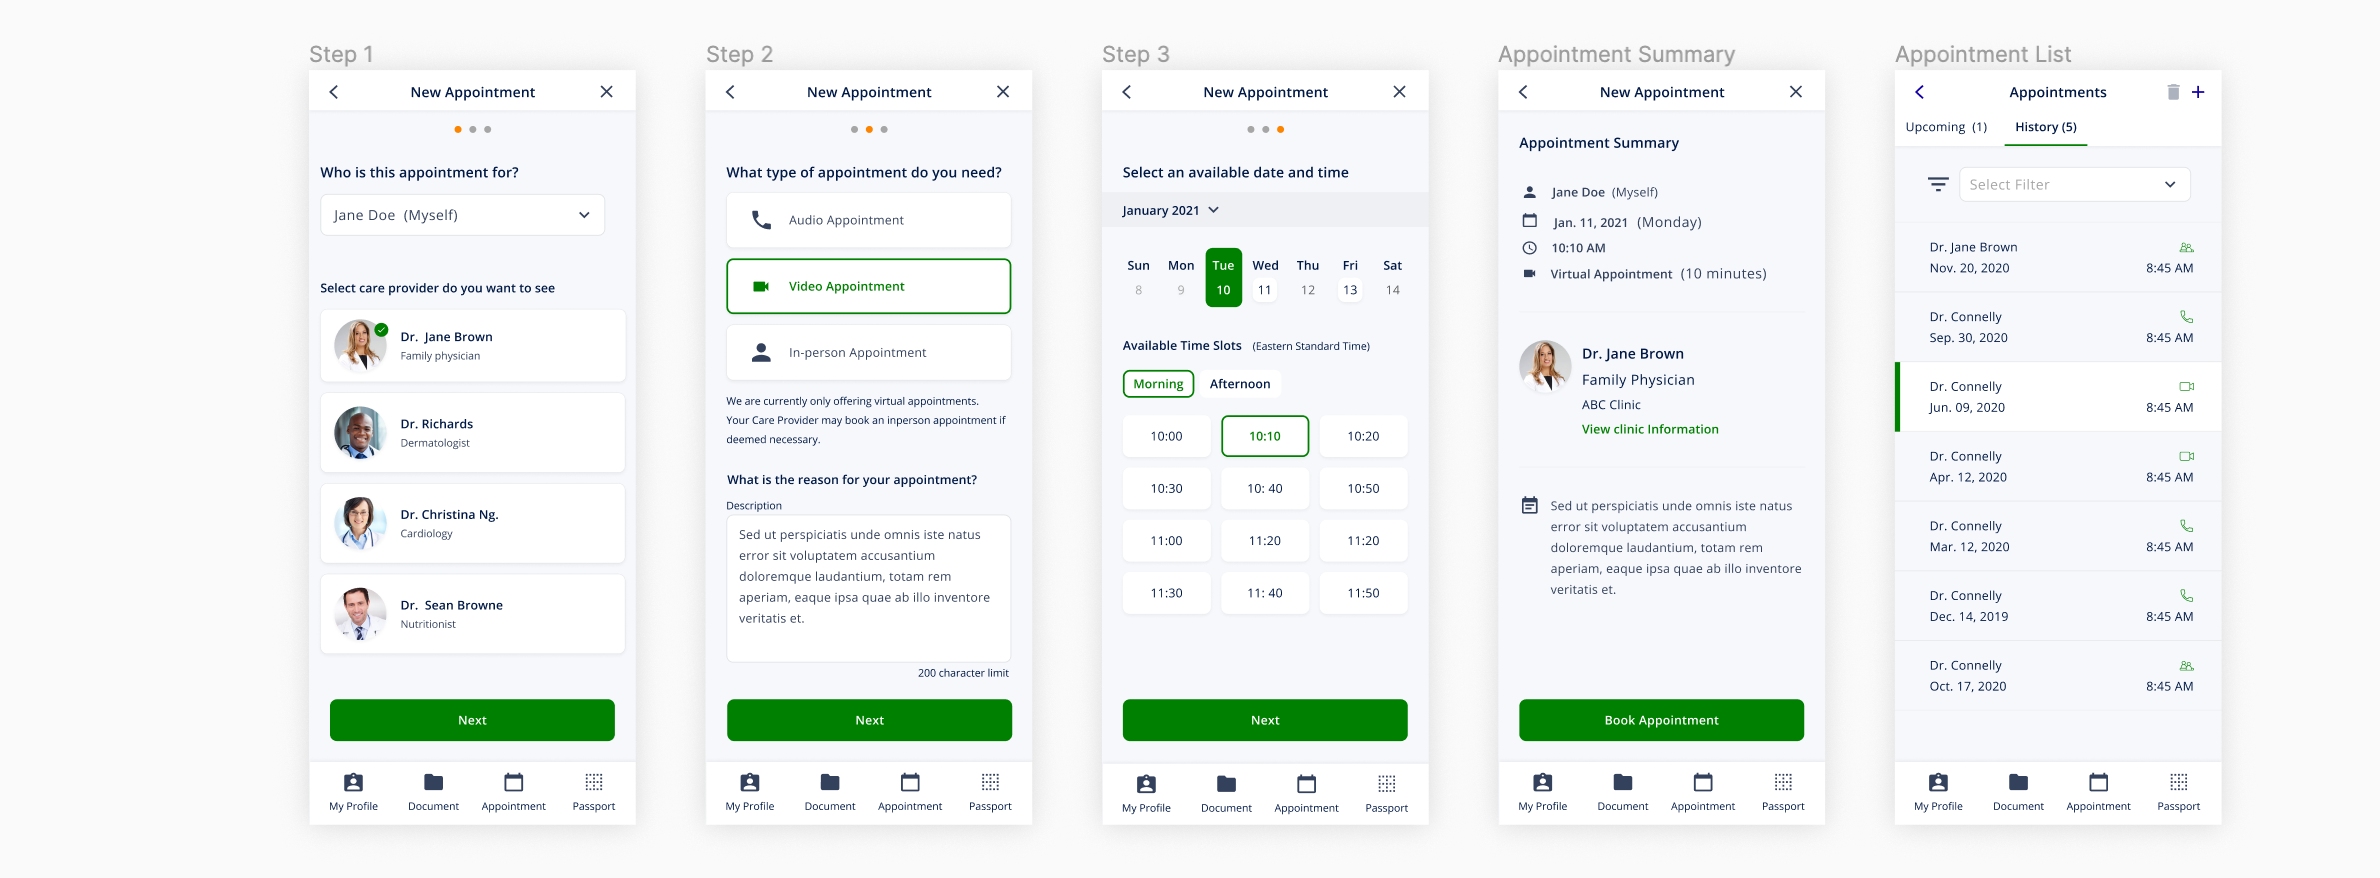 Step 1
New Appointment
Who is this appointment for?
Jane Doe (Myself)
Select care provider do you want to see
Dr. Jane Brown
Family physician
Dr. Richards
Dermatologist
Dr. Christina Ng.
Cardiology
Dr. Sean Browne
Nutritionist
Next
My Profile Document Appointment Passport
Step 2
New Appointment
What type of appointment do you need?
Audio Appointment
Video Appointment
In-person Appointment
We are currently only offering virtual appointments.
Your Care Provider may book an inperson appointment if
deemed necessary.
What is the reason for your appointment?
Description
Sed ut perspiciatis unde omnis iste natus
error sit voluptatem accusantium
doloremque laudantium, totam rem
aperiam, eaque ipsa quae ab illo inventore
veritatis et.
200 character limit
Next
My Profile Document Appointment Passport
Step 3
New Appointment
Select an available date and time
January 2021
Sun Mon Tue Wed Thu Fri Sat
8 9 10 11 12 13 14
Available Time Slots (Eastern Standard Time)
Morning Afternoon
10:00 10:10 10:20
10:30 10: 40 10:50
11:00 11:20 11:20
11:30 11: 40 11:50
Next
My Profile Document Appointment Passport
Appointment Summary
New Appointment
Appointment Summary
Jane Doe (Myself)
Jan. 11, 2021 (Monday)
10:10 AM
Virtual Appointment (10 minutes)
Dr. Jane Brown
Family Physician
ABC Clinic
View clinic Information
Sed ut perspiciatis unde omnis iste natus
error sit voluptatem accusantium
doloremque laudantium, totam rem
aperiam, eaque ipsa quae ab illo inventore
veritatis et.
Book Appointment
My Profile Document Appointment Passport
Appointment List
Appointments
Upcoming (1) History (5)
Select Filter
Dr. Jane Brown
Nov. 20, 2020 8:45 AM
Dr. Connelly
Sep. 30, 2020 8:45 AM
Dr. Connelly
Jun. 09, 2020 8:45 AM
Dr. Connelly
Apr. 12, 2020 8:45 AM
Dr. Connelly
Mar. 12, 2020 8:45 AM
Dr. Connelly
Dec. 14, 2019 8:45 AM
Dr. Connelly
Oct. 17, 2020 8:45 AM
My Profile Document Appointment Passport